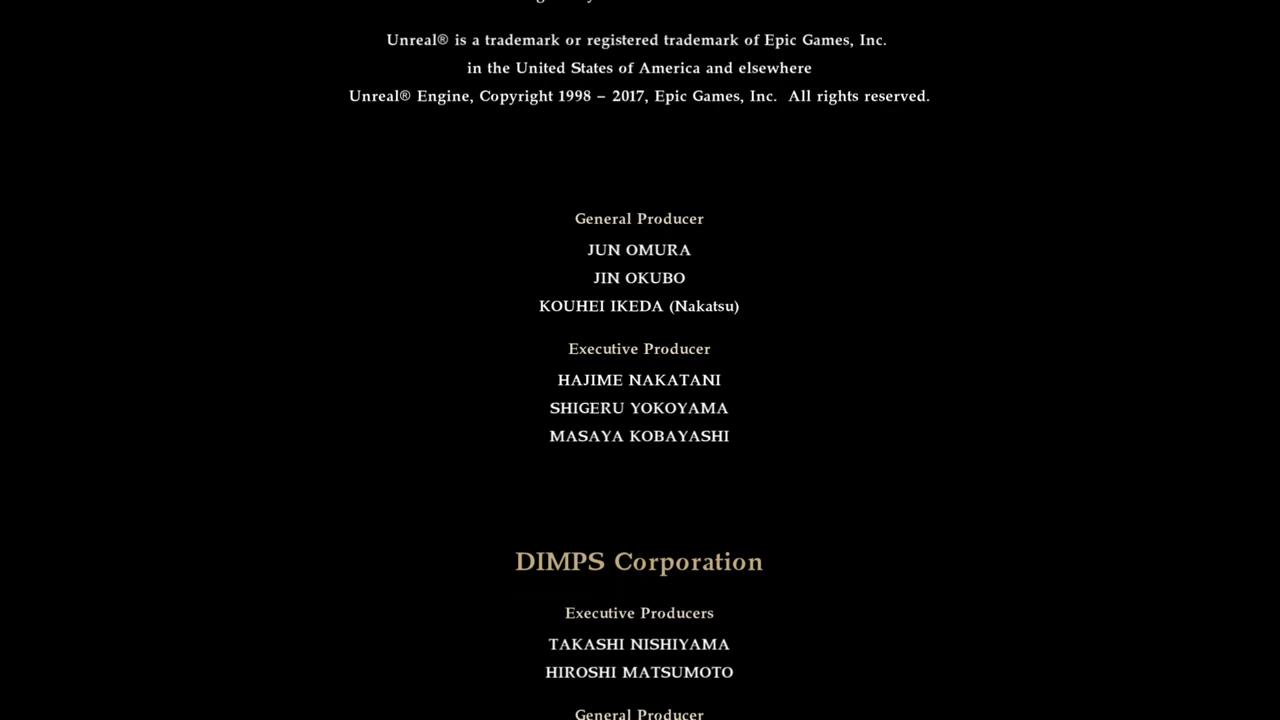 Unreal® is a trademark or registered trademark of Epic Games, Inc.
in the United States of America and elsewhere
Unreal® Engine, Copyright 1998 – 2017, Epic Games, Inc. All rights reserved.
General Producer
JUN OMURA
JIN OKUBO
KOUHEI IKEDA (Nakatsu)
Executive Producer
HAJIME NAKATANI
SHIGERU YOKOYAMA
MASAYA KOBAYASHI
DIMPS Corporation
Executive Producers
TAKASHI NISHIYAMA
HIROSHI MATSUMOTO
General Producer